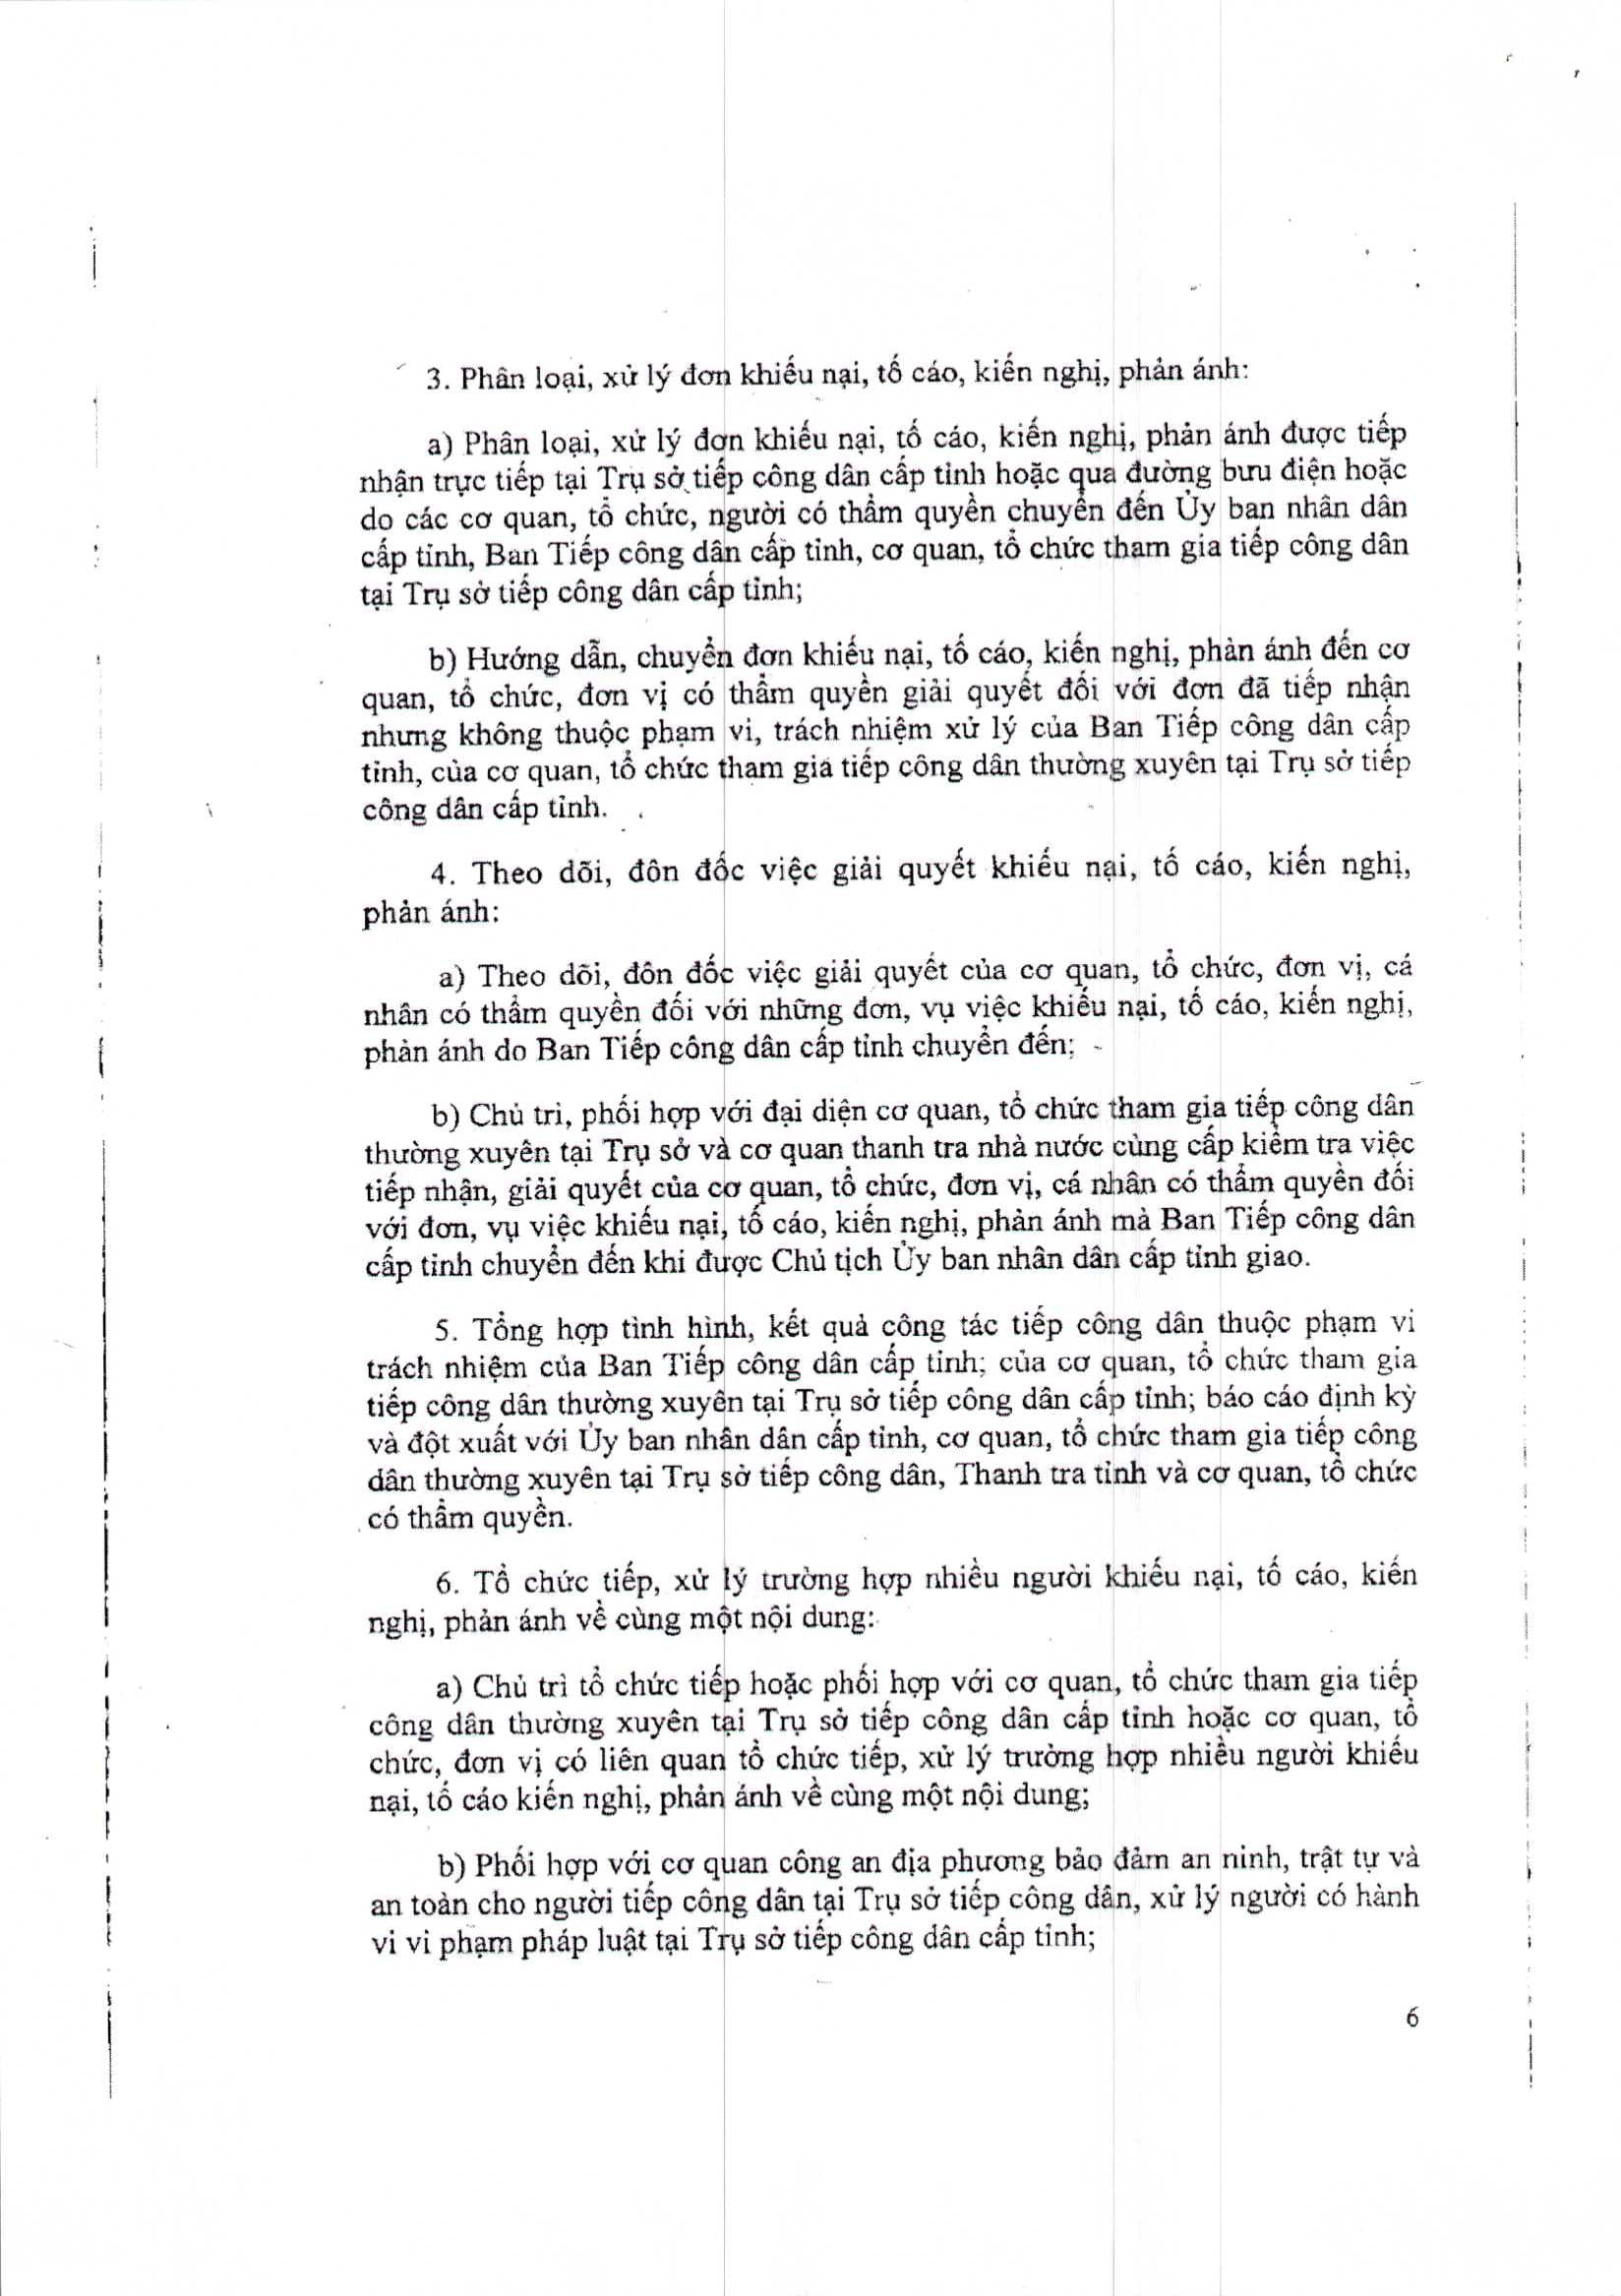 3. Phân loại, xử lý đơn khiếu nại, tố cáo, kiến nghị, phản ánh:
a) Phân loại, xử lý đơn khiếu nại, tố cáo, kiến nghị, phản ánh được tiếp
nhận trực tiếp tại Trụ sở tiếp công dân cấp tỉnh hoặc qua đường bưu điện hoặc
do các cơ quan, tổ chức, người có thẩm quyền chuyển đến Ủy ban nhân dân
cấp tỉnh, Ban Tiếp công dân cấp tỉnh, cơ quan, tổ chức tham gia tiếp công dân
tại Trụ sở tiếp công dân cấp tỉnh;
b) Hướng dẫn, chuyển đơn khiếu nại, tố cáo, kiến nghị, phản ánh đến cơ
quan, tổ chức, đơn vị có thẩm quyền giải quyết đối với đơn đã tiếp nhận
nhưng không thuộc phạm vi, trách nhiệm xử lý của Ban Tiếp công dân cấp
tỉnh, của cơ quan, tổ chức tham gia tiếp công dân thường xuyên tại Trụ sở tiếp
công dân cấp tỉnh.
4. Theo dõi, đôn đốc việc giải quyết khiếu nại, tố cáo, kiến nghị,
phản ánh:
a) Theo dõi, đôn đốc việc giải quyết của cơ quan, tổ chức, đơn vị, cá
nhân có thẩm quyền đối với những đơn, vụ việc khiếu nại, tố cáo, kiến nghị,
phản ánh do Ban Tiếp công dân cấp tỉnh chuyển đến;
b) Chủ trì, phối hợp với đại diện cơ quan, tổ chức tham gia tiếp công dân
thường xuyên tại Trụ sở và cơ quan thanh tra nhà nước cùng cấp kiểm tra việc
tiếp nhận, giải quyết của cơ quan, tổ chức, đơn vị, cá nhân có thẩm quyền đối
với đơn, vụ việc khiếu nại, tố cáo, kiến nghị, phản ánh mà Ban Tiếp công dân
cấp tỉnh chuyển đến khi được Chủ tịch Ủy ban nhân dân cấp tỉnh giao.
5. Tổng hợp tình hình, kết quả công tác tiếp công dân thuộc phạm vi
trách nhiệm của Ban Tiếp công dân cấp tỉnh; của cơ quan, tổ chức tham gia
tiếp công dân thường xuyên tại Trụ sở tiếp công dân cấp tỉnh; báo cáo định kỳ
và đột xuất với Ủy ban nhân dân cấp tỉnh, cơ quan, tổ chức tham gia tiếp công
dân thường xuyên tại Trụ sở tiếp công dân, Thanh tra tỉnh và cơ quan, tổ chức
có thẩm quyền.
6. Tổ chức tiếp, xử lý trường hợp nhiều người khiếu nại, tố cáo, kiến
nghị, phản ánh về cùng một nội dung:
a) Chủ trì tổ chức tiếp hoặc phối hợp với cơ quan, tổ chức tham gia tiếp
công dân thường xuyên tại Trụ sở tiếp công dân cấp tỉnh hoặc cơ quan, tổ
chức, đơn vị có liên quan tổ chức tiếp, xử lý trường hợp nhiều người khiếu
nại, tố cáo kiến nghị, phản ánh về cùng một nội dung;
b) Phối hợp với cơ quan công an địa phương bảo đảm an ninh, trật tự và
an toàn cho người tiếp công dân tại Trụ sở tiếp công dân, xử lý người có hành
vi vi phạm pháp luật tại Trụ sở tiếp công dân cấp tỉnh;
6